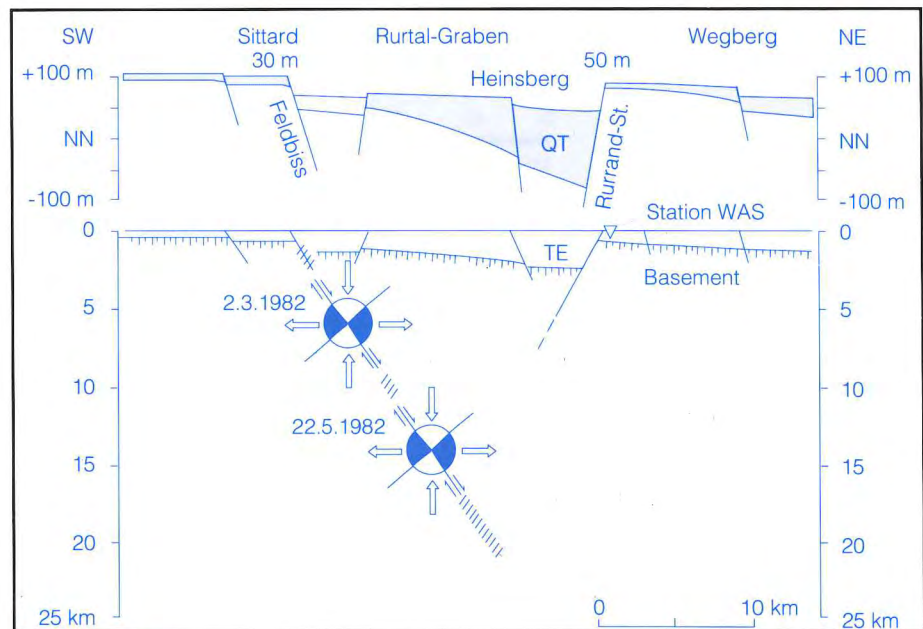 SW Sittard Rurtal-Graben Wegberg NE
30 m 50 m
+100 m Heinsberg +100 m
Feldbiss
QT
Rurrand-St.
NN NN
-100 m -100 m
Station WAS
0 0
TE
Basement
2.3.1982
5 5
10 10
22.5.1982
15 15
20 20
0 10 km
25 km 25 km